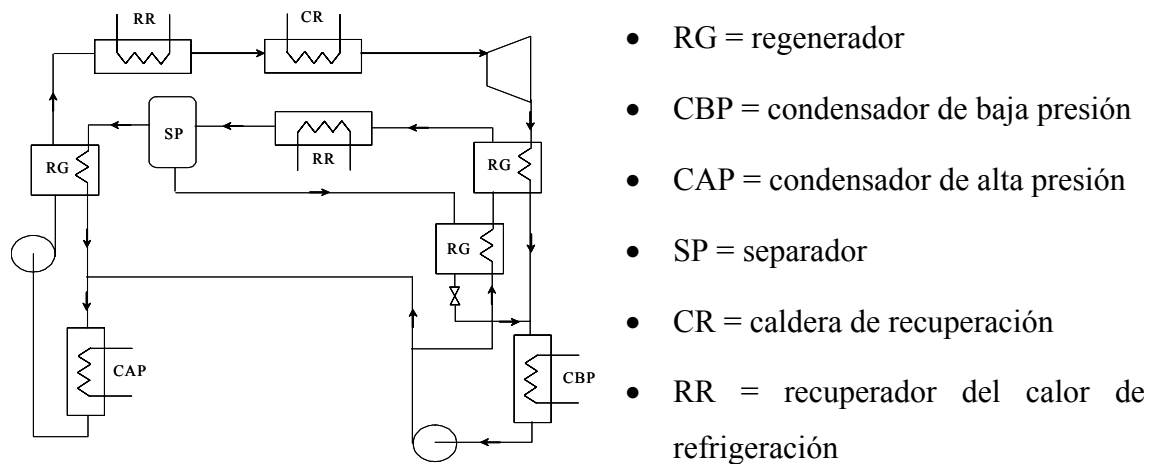 RR
CR
SP
RR
RG
RG
RG
CAP
CBP
• RG = regenerador
• CBP = condensador de baja presión
• CAP = condensador de alta presión
• SP = separador
• CR = caldera de recuperación
• RR = recuperador del calor de
refrigeración